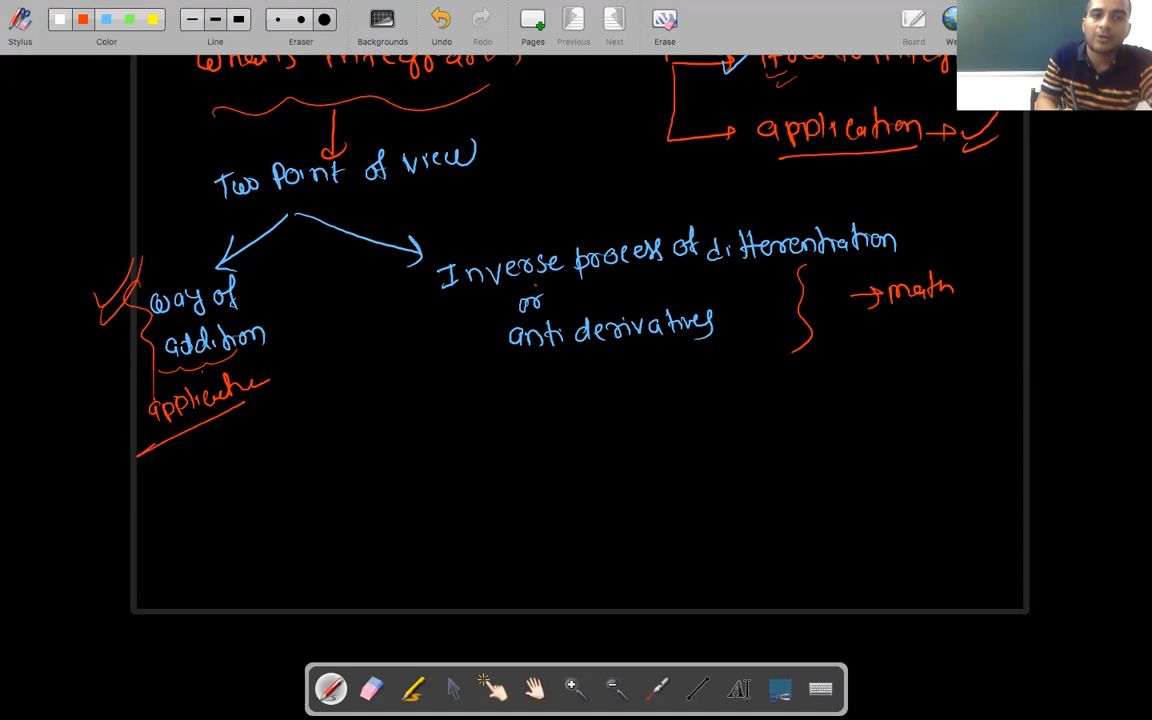 Stylus
Color
Line
Eraser
Backgrounds
Undo
Redo
Pages
Previous
Next
Erase
Board
We
application
Two Point of view
Inverse process of differentiation
or
anti derivatives
→ math
way of
addition